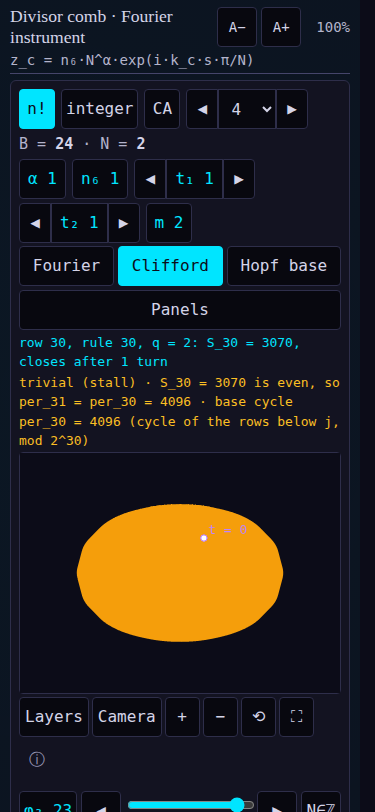 Divisor comb · Fourier instrument
A− A+ 100%
z_c = n₆·N^α·exp(i·k_c·s·π/N)
n! integer CA ◀ 4 ▶
B = 24 · N = 2
α 1 n₆ 1 ◀ t₁ 1 ▶
◀ t₂ 1 ▶ m 2
Fourier Clifford Hopf base
Panels
row 30, rule 30, q = 2: S_30 = 3070,
closes after 1 turn
trivial (stall) · S_30 = 3070 is even, so
per_31 = per_30 = 4096 · base cycle
per_30 = 4096 (cycle of the rows below j,
mod 2^30)
Layers Camera + − ⟲ ⛶
ⓘ
◀ ▶